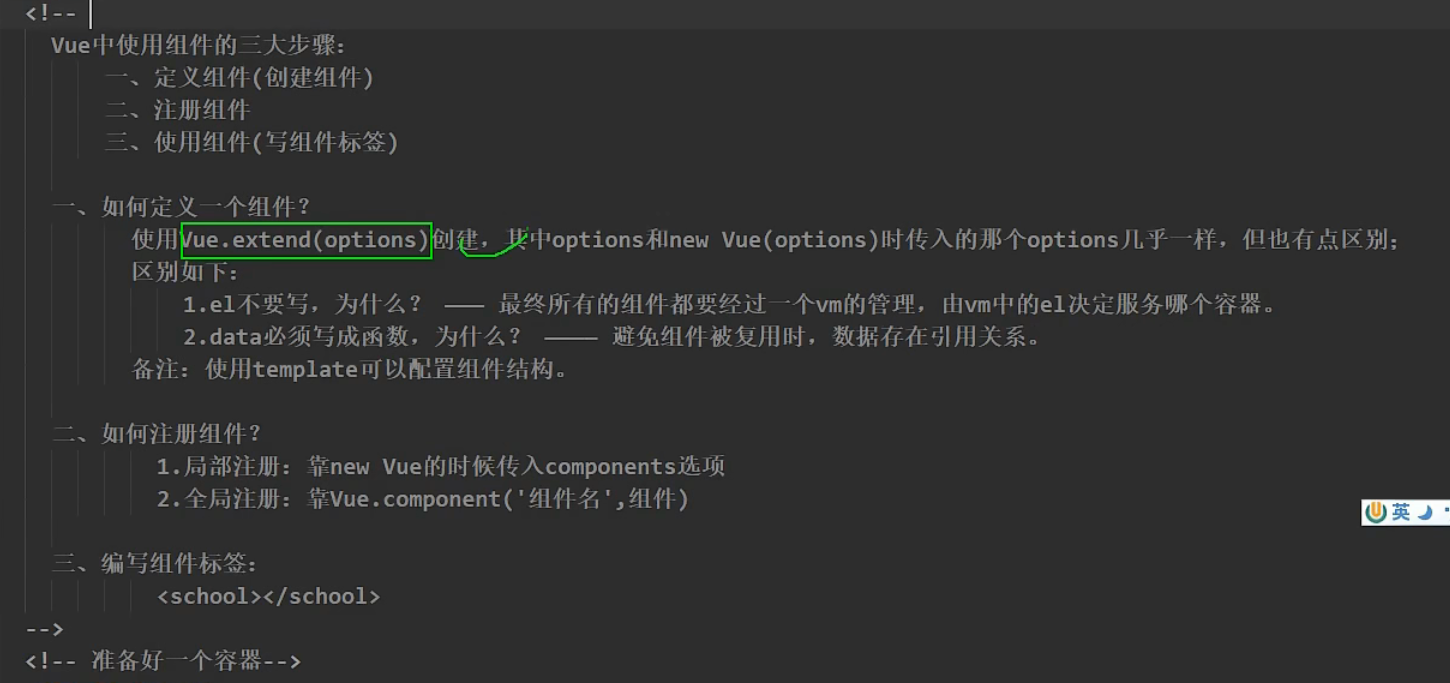 <!--
Vue中使用组件的三大步骤:
一、定义组件(创建组件)
二、注册组件
三、使用组件(写组件标签)
一、如何定义一个组件?
使用Vue.extend(options)创建，其中options和new Vue(options)时传入的那个options几乎一样，但也有点区别;
区别如下:
1.el不要写，为什么? ——— 最终所有的组件都要经过一个vm的管理，由vm中的el决定服务哪个容器。
2.data必须写成函数，为什么? ———— 避免组件被复用时，数据存在引用关系。
备注: 使用template可以配置组件结构。
二、如何注册组件?
1.局部注册: 靠new Vue的时候传入components选项
2.全局注册: 靠Vue.component('组件名',组件)
英
三、编写组件标签:
<school></school>
-->
<!-- 准备好一个容器-->